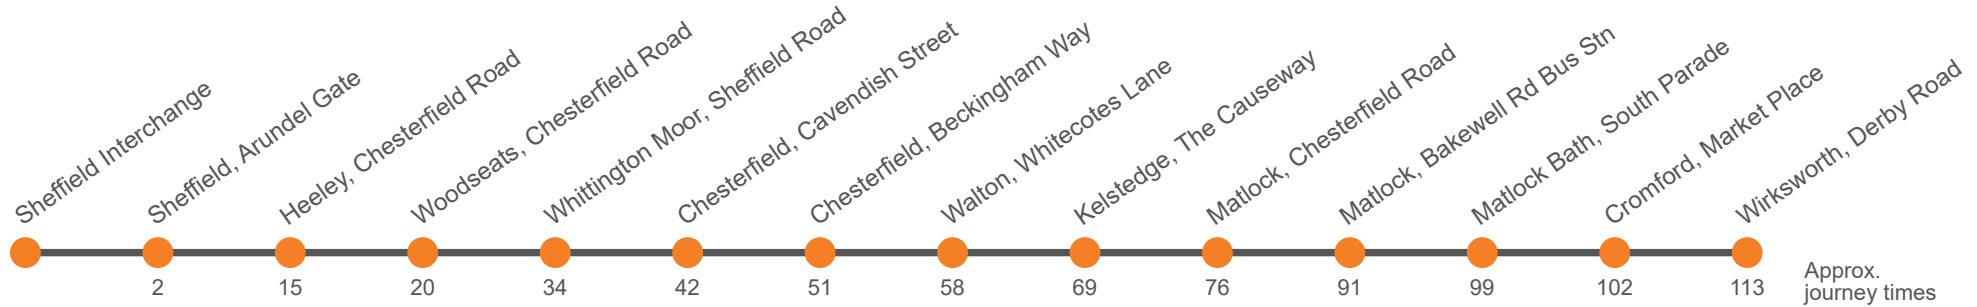 Sheffield Interchange
Sheffield, Arundel Gate
Heeley, Chesterfield Road
Woodseats, Chesterfield Road
Whittington Moor, Sheffield Road
Chesterfield, Cavendish Street
Chesterfield, Beckingham Way
Walton, Whitecotes Lane
Kelstedge, The Causeway
Matlock, Chesterfield Road
Matlock, Bakewell Rd Bus Stn
Matlock Bath, South Parade
Cromford, Market Place
Wirksworth, Derby Road
2 15 20 34 42 51 58 69 76 91 99 102 113
Approx.
journey times